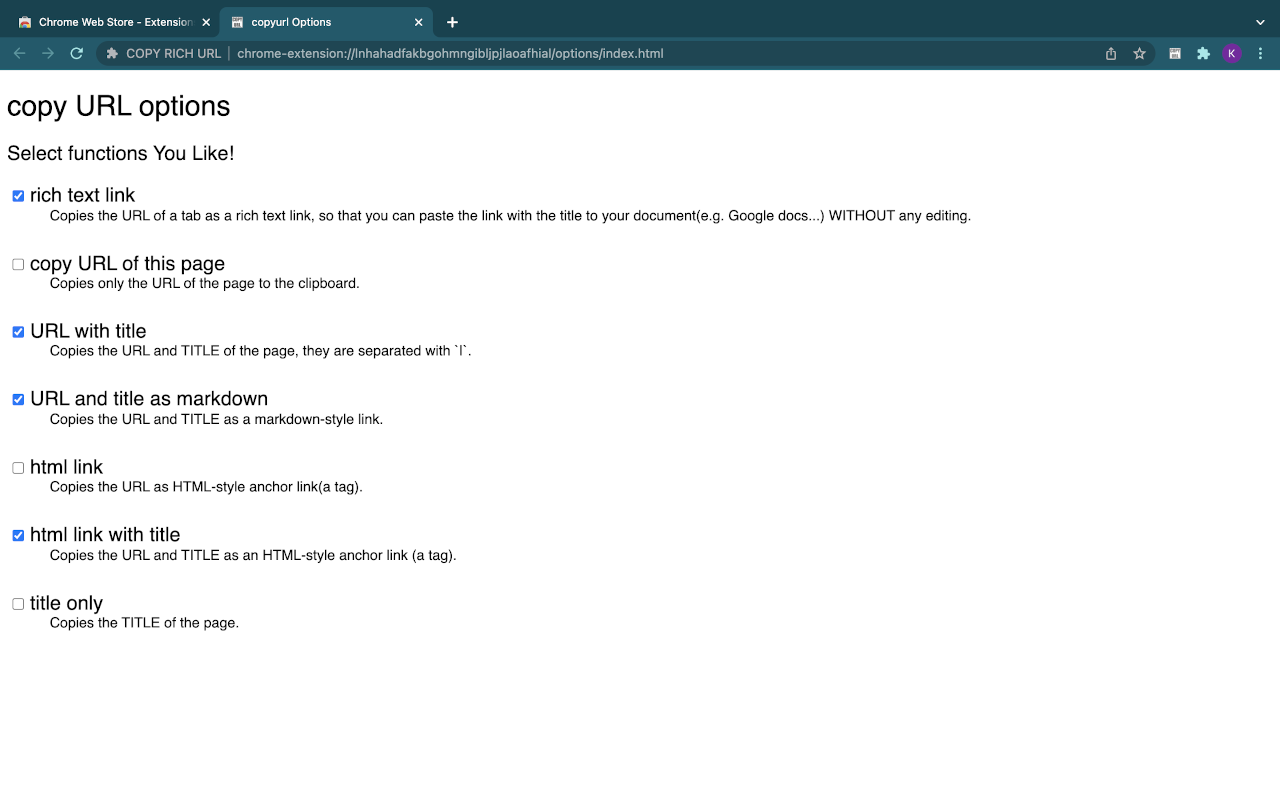 Chrome Web Store - Extension
copyurl Options
COPY RICH URL | chrome-extension://lnhahadfakbgohmngibljpjlaoafhial/options/index.html
K
copy URL options
Select functions You Like!
rich text link
Copies the URL of a tab as a rich text link, so that you can paste the link with the title to your document(e.g. Google docs...) WITHOUT any editing.
copy URL of this page
Copies only the URL of the page to the clipboard.
URL with title
Copies the URL and TITLE of the page, they are separated with `|`.
URL and title as markdown
Copies the URL and TITLE as a markdown-style link.
html link
Copies the URL as HTML-style anchor link(a tag).
html link with title
Copies the URL and TITLE as an HTML-style anchor link (a tag).
title only
Copies the TITLE of the page.